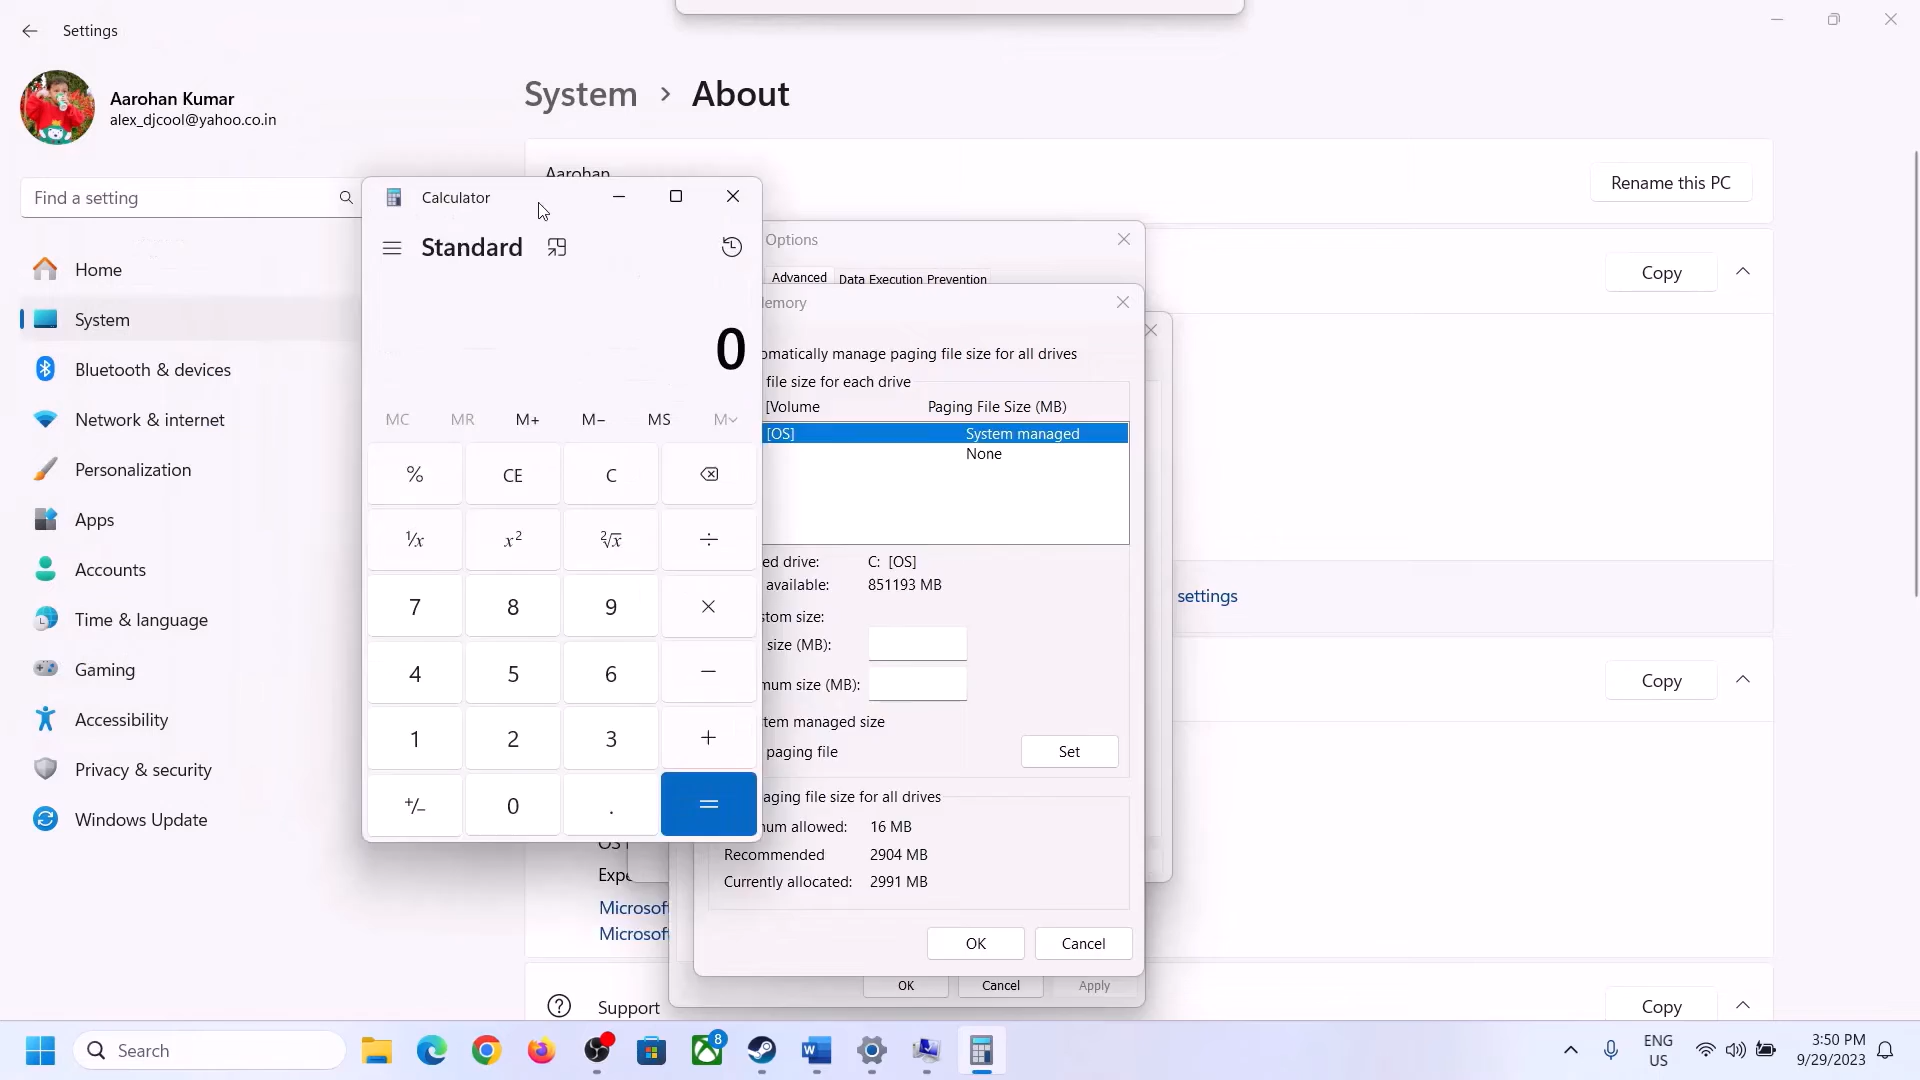 Settings
Aarohan Kumar
alex_djcool@yahoo.co.in
System > About
Find a setting
Home
System
Bluetooth & devices
Network & internet
Personalization
Apps
Accounts
Time & language
Gaming
Accessibility
Privacy & security
Windows Update
Aarohan
Rename this PC
Copy
settings
Copy
Microsof
Microsof
Support
Copy
Calculator
Standard
0
MC MR M+ M− MS M
% CE C
1/x x2 2√x ÷
7 8 9 ×
4 5 6 −
1 2 3 +
+/− 0 . =
Options
Advanced Data Execution Prevention
emory
omatically manage paging file size for all drives
file size for each drive
[Volume Paging File Size (MB)
[OS] System managed
None
ed drive: C: [OS]
available: 851193 MB
stom size:
size (MB):
mum size (MB):
tem managed size
paging file
Set
aging file size for all drives
num allowed: 16 MB
Recommended 2904 MB
Currently allocated: 2991 MB
OK Cancel
OK Cancel Apply
Search
8
ENG
US
3:50 PM
9/29/2023